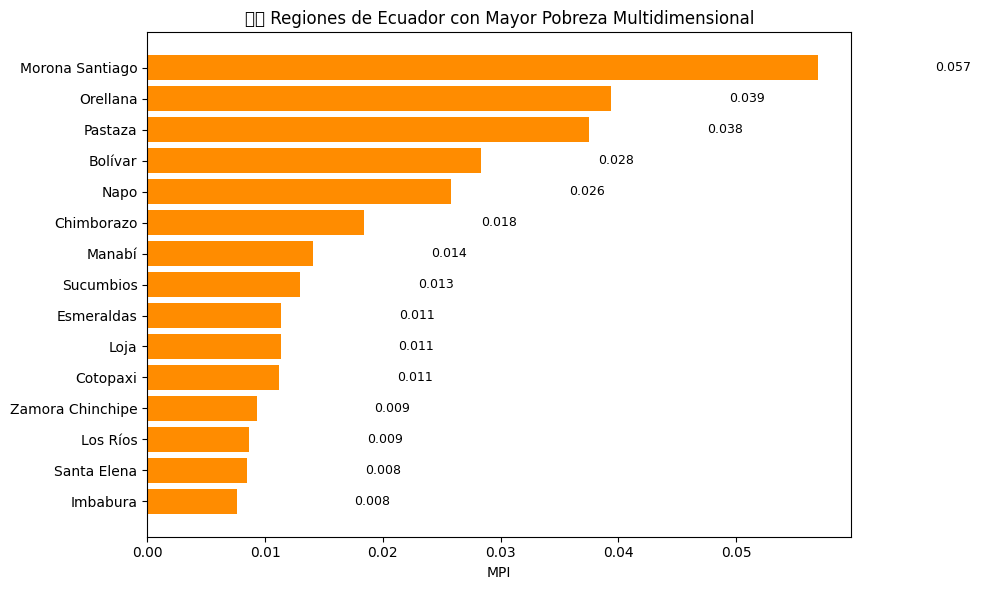 Regiones de Ecuador con Mayor Pobreza Multidimensional
Morona Santiago 0.057
Orellana 0.039
Pastaza 0.038
Bolívar 0.028
Napo 0.026
Chimborazo 0.018
Manabí 0.014
Sucumbios 0.013
Esmeraldas 0.011
Loja 0.011
Cotopaxi 0.011
Zamora Chinchipe 0.009
Los Ríos 0.009
Santa Elena 0.008
Imbabura 0.008
0.00 0.01 0.02 0.03 0.04 0.05
MPI